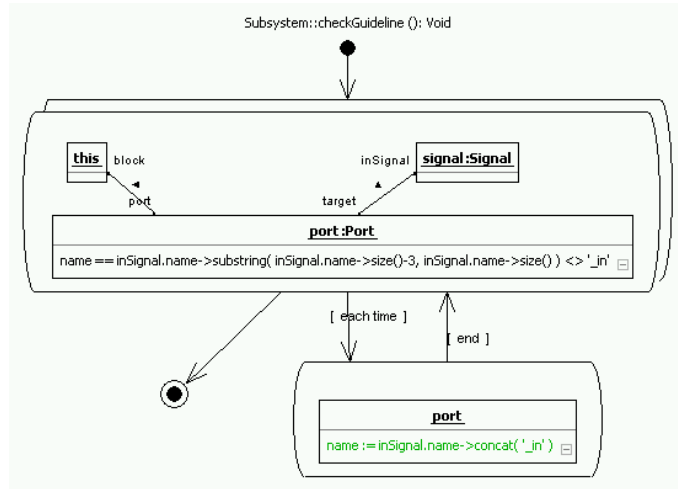 Subsystem::checkGuideline (): Void
this
block
inSignal
signal:Signal
port
target
port:Port
name == inSignal.name->substring( inSignal.name->size()-3, inSignal.name->size() ) <> '_in'
[ each time ]
[ end ]
port
name := inSignal.name->concat( '_in' )